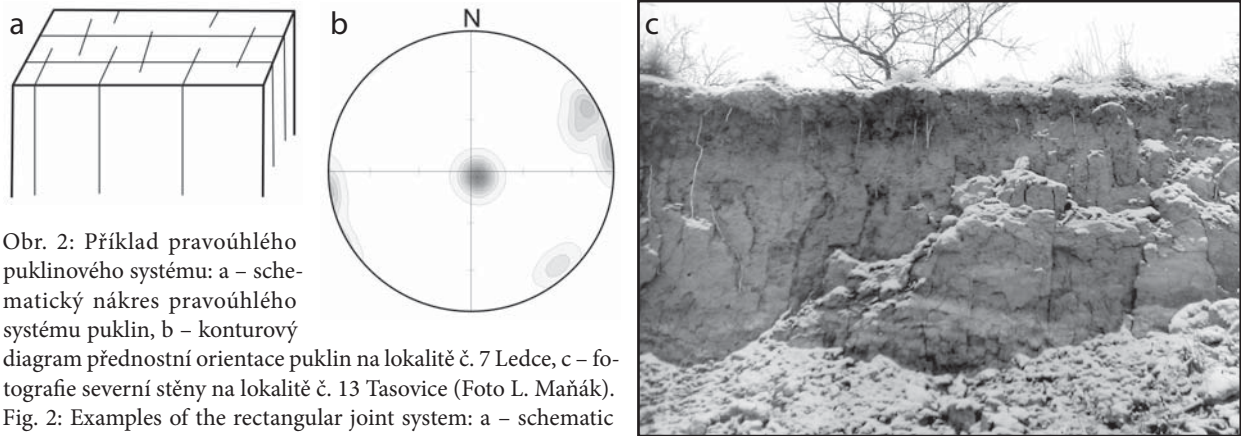 a
b
N
c
Obr. 2: Příklad pravoúhlého
puklinového systému: a – sche-
matický nákres pravoúhlého
systému puklin, b – konturový
diagram přednostní orientace puklin na lokalitě č. 7 Ledce, c – fo-
tografie severní stěny na lokalitě č. 13 Tasovice (Foto L. Maňák).
Fig. 2: Examples of the rectangular joint system: a – schematic